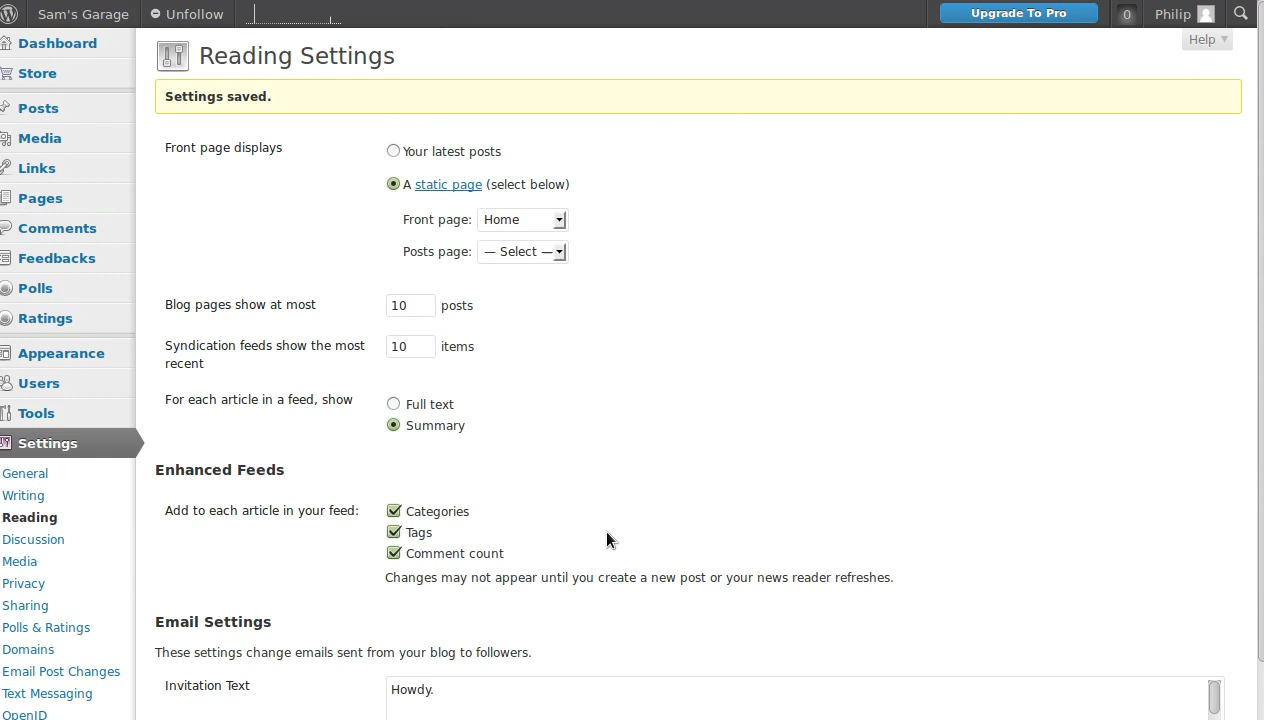 Sam's Garage
Unfollow
Upgrade To Pro
0
Philip
Help
Dashboard
Store
Posts
Media
Links
Pages
Comments
Feedbacks
Polls
Ratings
Appearance
Users
Tools
Settings
General
Writing
Reading
Discussion
Media
Privacy
Sharing
Polls & Ratings
Domains
Email Post Changes
Text Messaging
OpenID
Reading Settings
Settings saved.
Front page displays
Your latest posts
A static page (select below)
Front page: Home
Posts page: — Select —
Blog pages show at most 10 posts
Syndication feeds show the most
recent
10 items
For each article in a feed, show
Full text
Summary
Enhanced Feeds
Add to each article in your feed:
Categories
Tags
Comment count
Changes may not appear until you create a new post or your news reader refreshes.
Email Settings
These settings change emails sent from your blog to followers.
Invitation Text
Howdy.